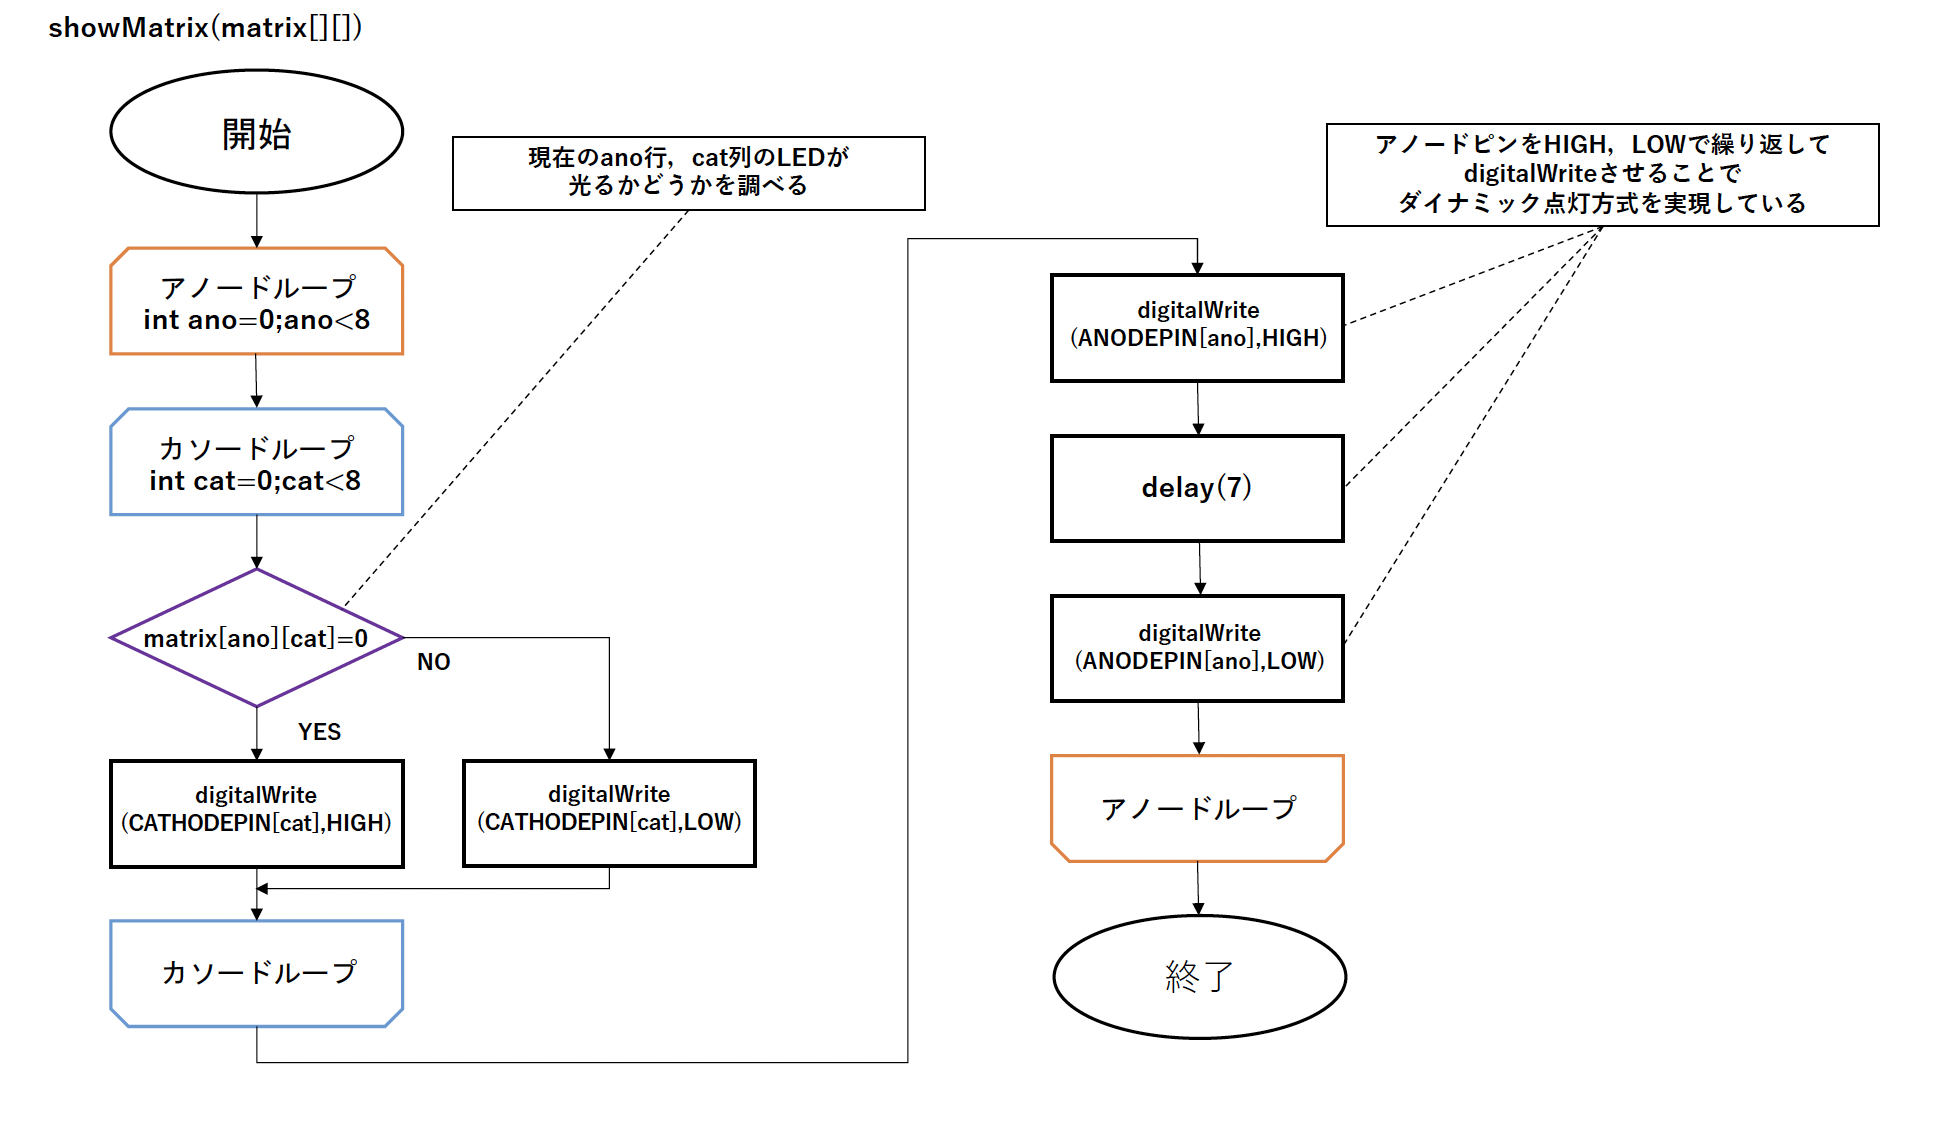 showMatrix(matrix[][])
開始
アノードループ
int ano=0;ano<8
カソードループ
int cat=0;cat<8
現在のano行，cat列のLEDが
光るかどうかを調べる
matrix[ano][cat]=0
NO
YES
digitalWrite
(CATHODEPIN[cat],HIGH)
digitalWrite
(CATHODEPIN[cat],LOW)
カソードループ
アノードピンをHIGH，LOWで繰り返して
digitalWriteさせることで
ダイナミック点灯方式を実現している
digitalWrite
(ANODEPIN[ano],HIGH)
delay(7)
digitalWrite
(ANODEPIN[ano],LOW)
アノードループ
終了